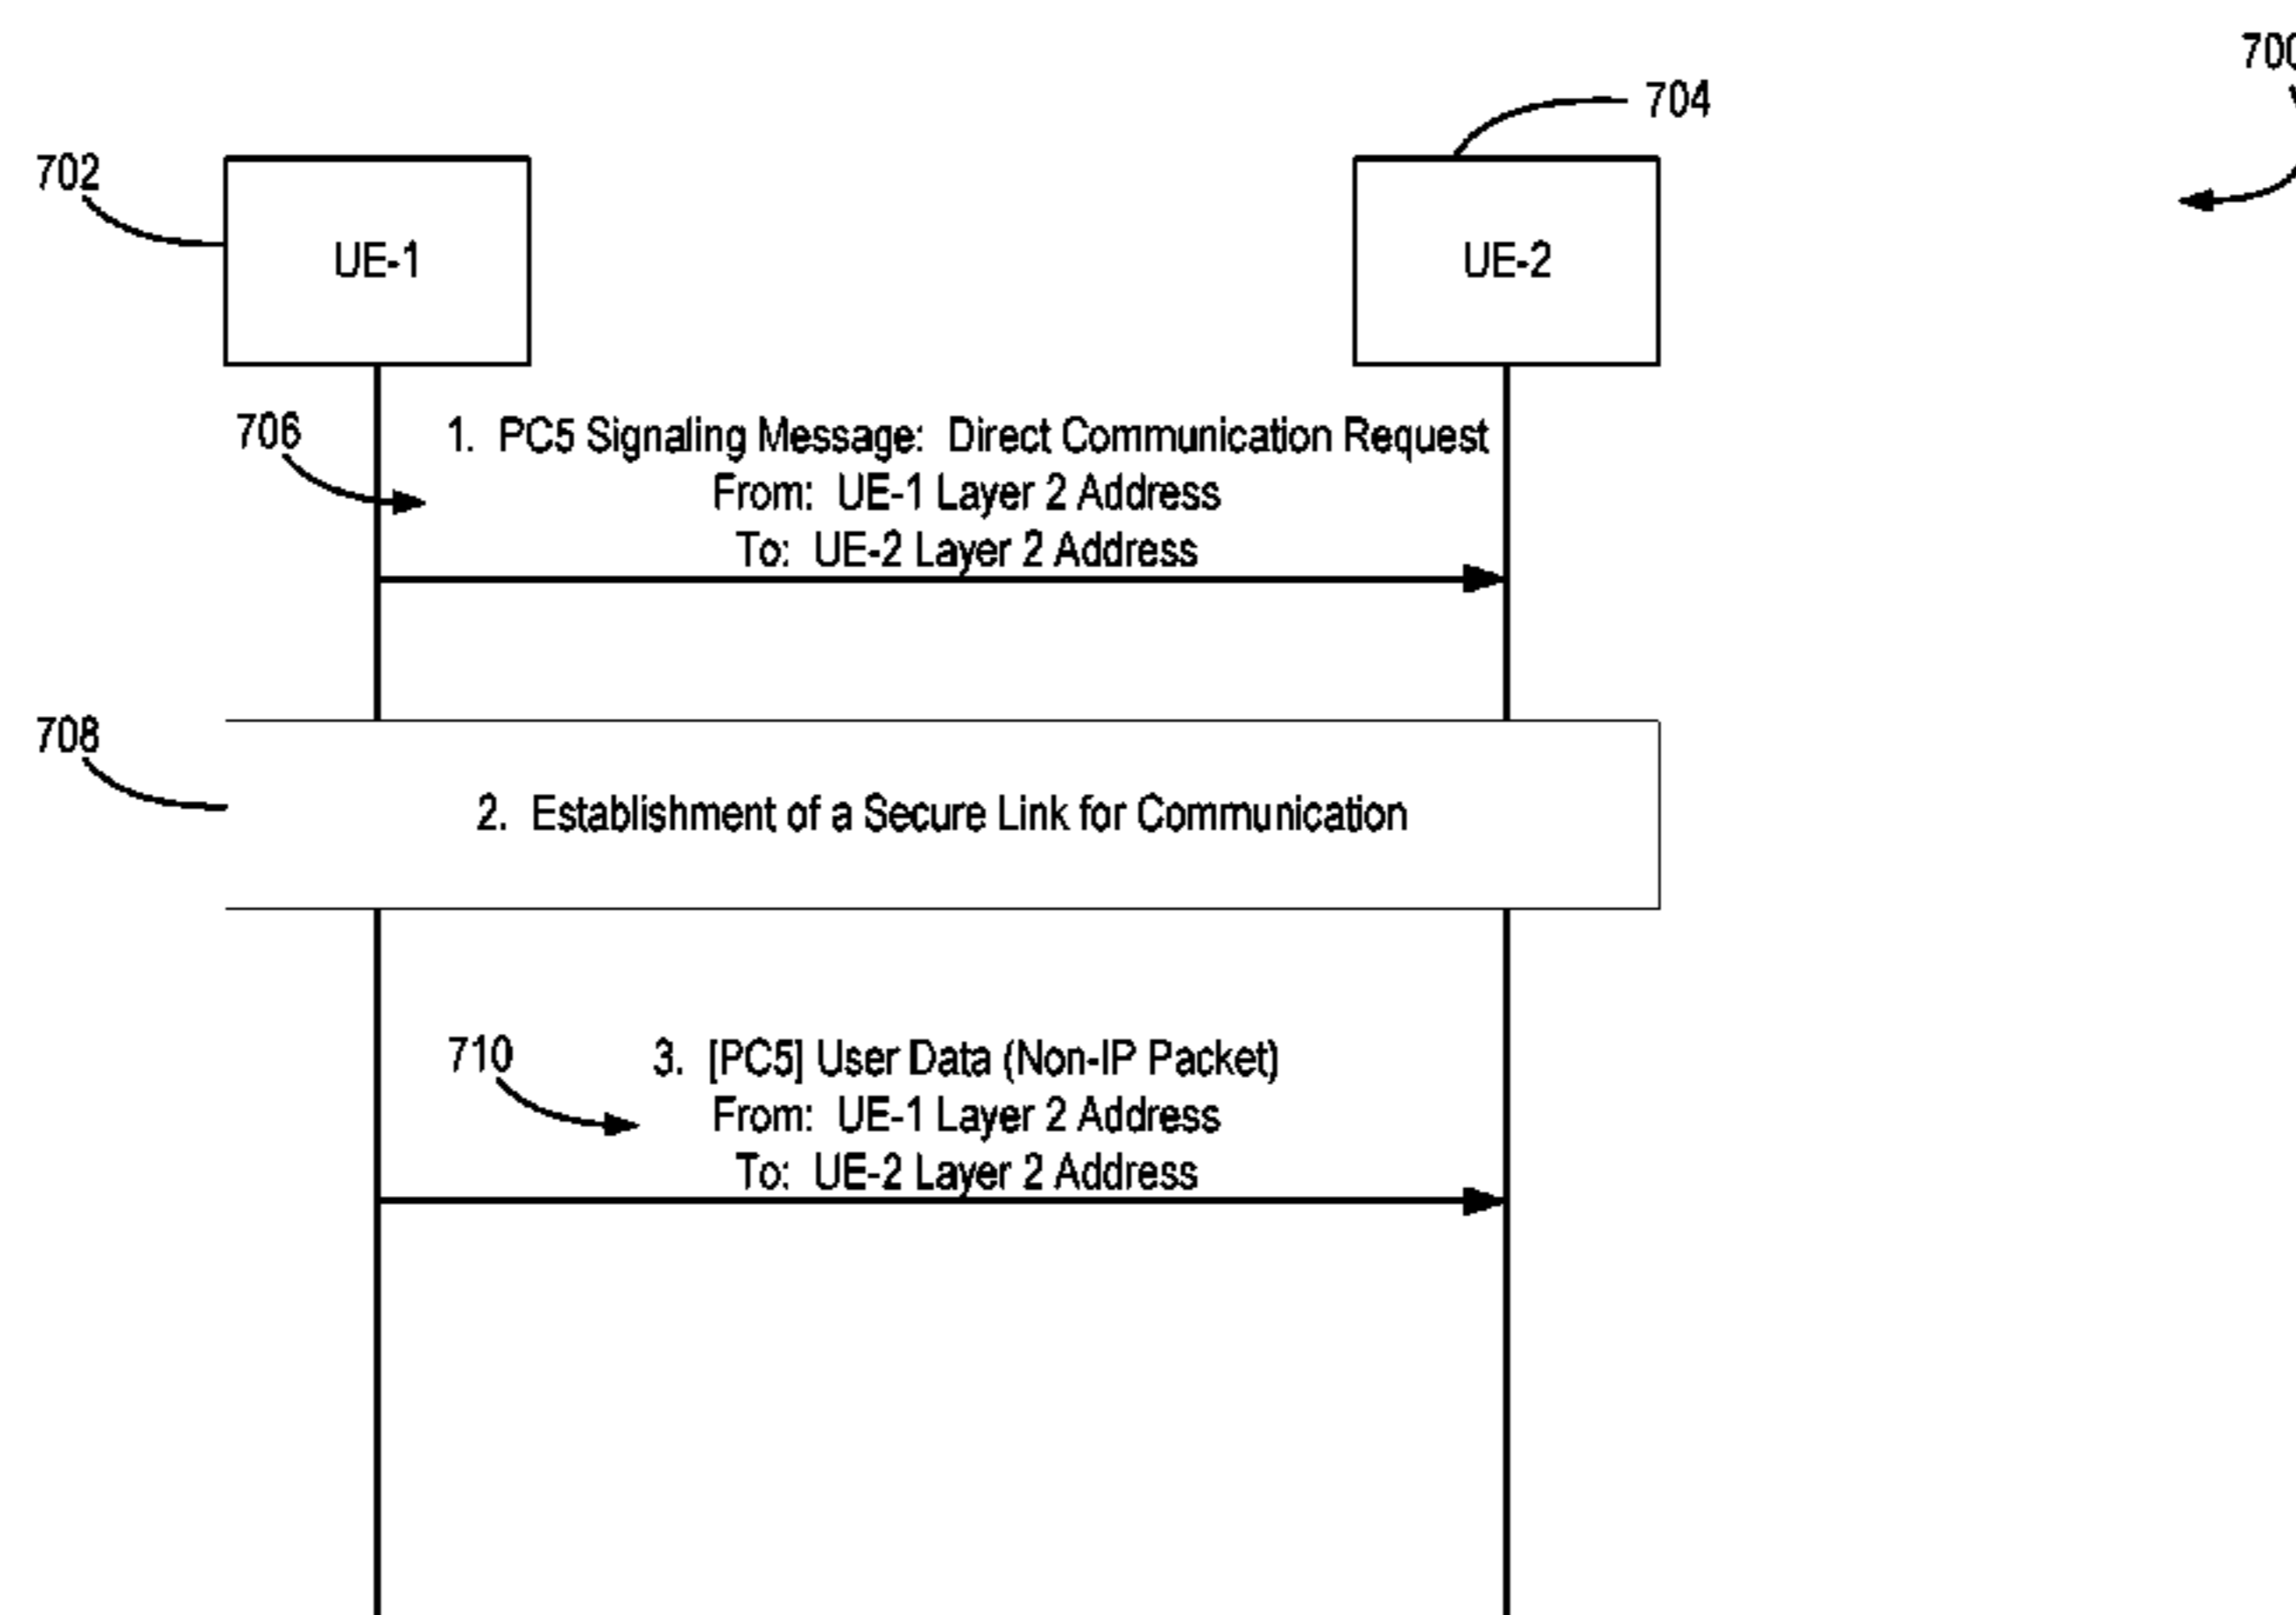 700
704
702
UE-1
UE-2
706
1. PC5 Signaling Message: Direct Communication Request
From: UE-1 Layer 2 Address
To: UE-2 Layer 2 Address
708
2. Establishment of a Secure Link for Communication
710
3. [PC5] User Data (Non-IP Packet)
From: UE-1 Layer 2 Address
To: UE-2 Layer 2 Address